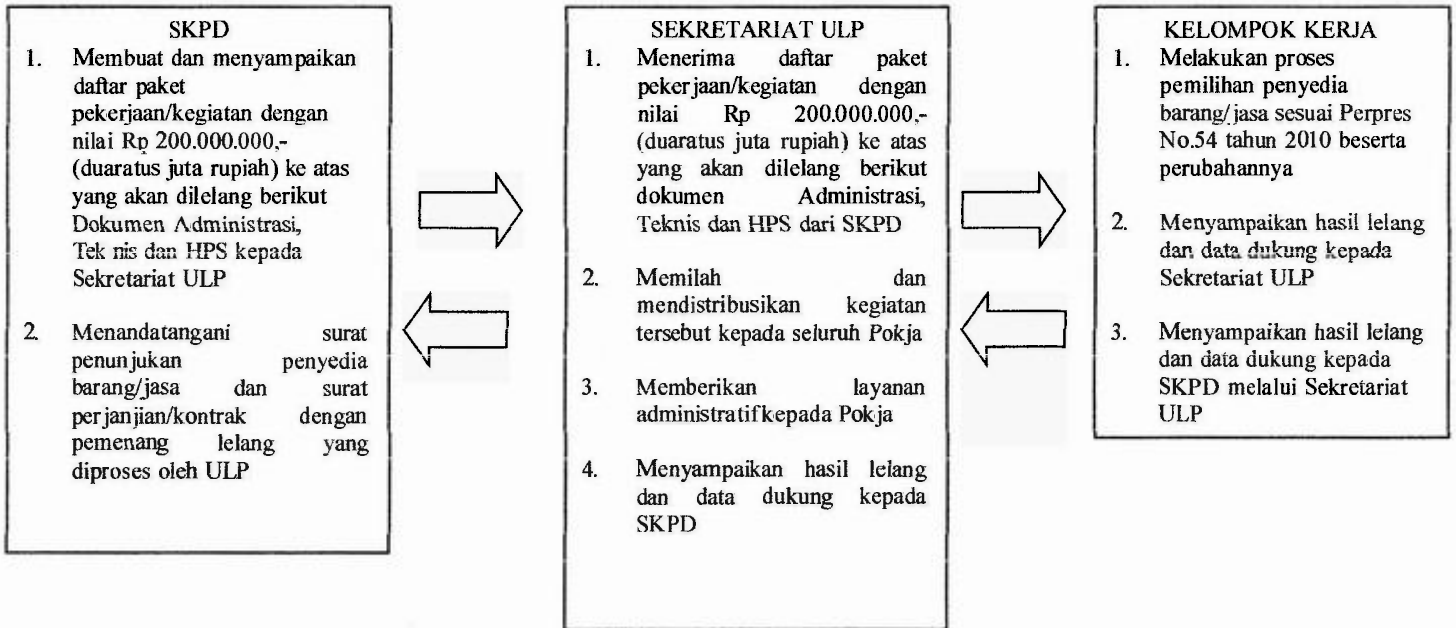 SKPD
1. Membuat dan menyampaikan
daftar paket
pekerjaan/kegiatan dengan
nilai Rp 200.000.000,-
(duaratus juta rupiah) ke atas
yang akan dilelang berikut
Dokumen Administrasi,
Teknis dan HPS kepada
Sekretariat ULP
2. Menandatangani surat
penunjukan penyedia
barang/jasa dan surat
perjanjian/kontrak dengan
pemenang lelang yang
diproses oleh ULP
SEKRETARIAT ULP
1. Menerima daftar paket
pekerjaan/kegiatan dengan
nilai Rp 200.000.000,-
(duaratus juta rupiah) ke atas
yang akan dilelang berikut
dokumen Administrasi,
Teknis dan HPS dari SKPD
2. Memilah dan
mendistribusikan kegiatan
tersebut kepada seluruh Pokja
3. Memberikan layanan
administratif kepada Pokja
4. Menyampaikan hasil lelang
dan data dukung kepada
SKPD
KELOMPOK KERJA
1. Melakukan proses
pemilihan penyedia
barang/jasa sesuai Perpres
No.54 tahun 2010 beserta
perubahannya
2. Menyampaikan hasil lelang
dan data dukung kepada
Sekretariat ULP
3. Menyampaikan hasil lelang
dan data dukung kepada
SKPD melalui Sekretariat
ULP